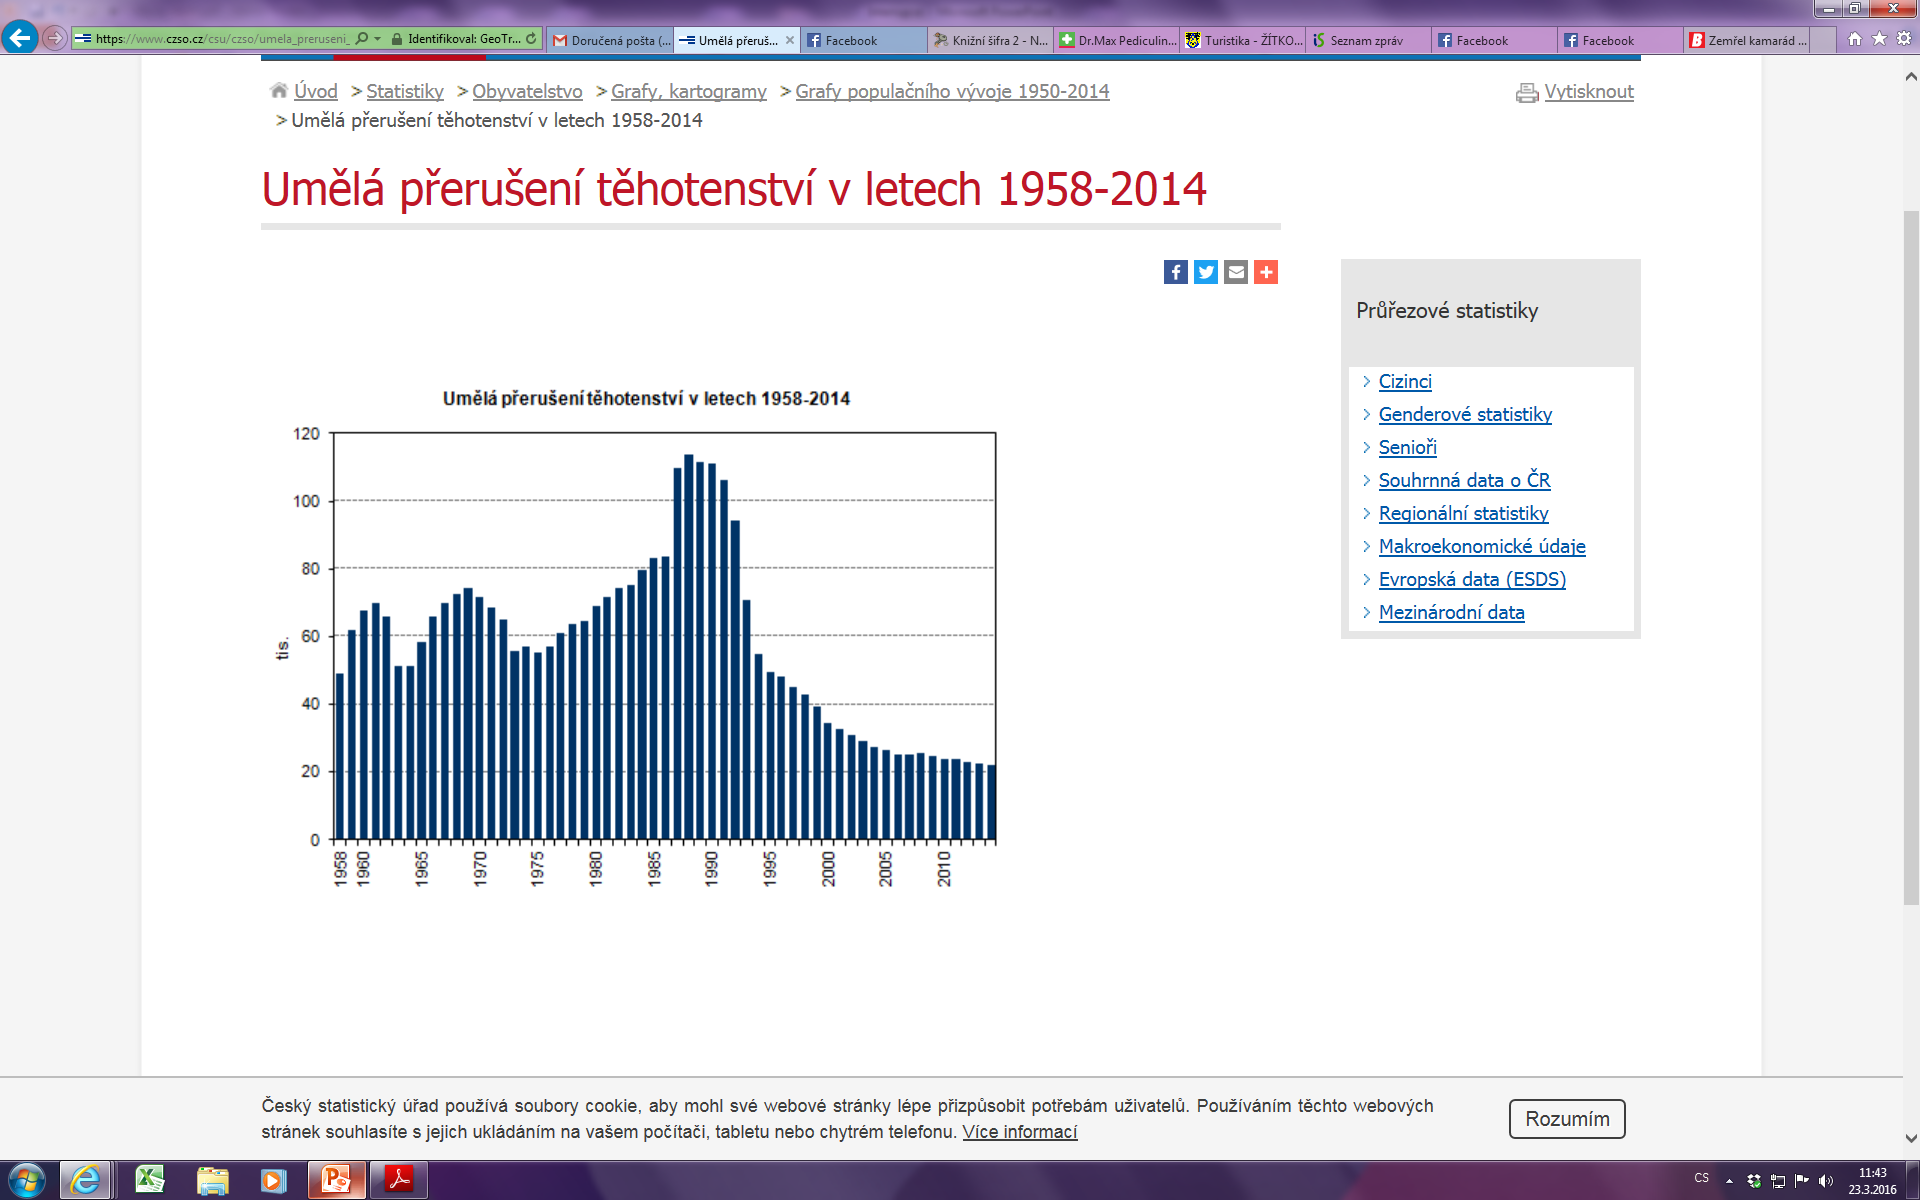 https://www.czso.cz/csu/czso/umela_preruseni_ Identifikoval: GeoTr... Doručená pošta (... Umělá přeruš... Facebook Knižní šifra 2 - N... Dr.Max Pediculin... Turistika - ŽÍTKO... Seznam zpráv Facebook Facebook Zemřel kamarád ...
Úvod > Statistiky > Obyvatelstvo > Grafy, kartogramy > Grafy populačního vývoje 1950-2014 Vytisknout
> Umělá přerušení těhotenství v letech 1958-2014
Umělá přerušení těhotenství v letech 1958-2014
Průřezové statistiky
Cizinci
Genderové statistiky
Senioři
Souhrnná data o ČR
Regionální statistiky
Makroekonomické údaje
Evropská data (ESDS)
Mezinárodní data
Umělá přerušení těhotenství v letech 1958-2014
120
100
80
60
40
20
0
tis.
1958 1960 1965 1970 1975 1980 1985 1990 1995 2000 2005 2010
Český statistický úřad používá soubory cookie, aby mohl své webové stránky lépe přizpůsobit potřebám uživatelů. Používáním těchto webových
stránek souhlasíte s jejich ukládáním na vašem počítači, tabletu nebo chytrém telefonu. Více informací
Rozumím
CS
11:43
23.3.2016